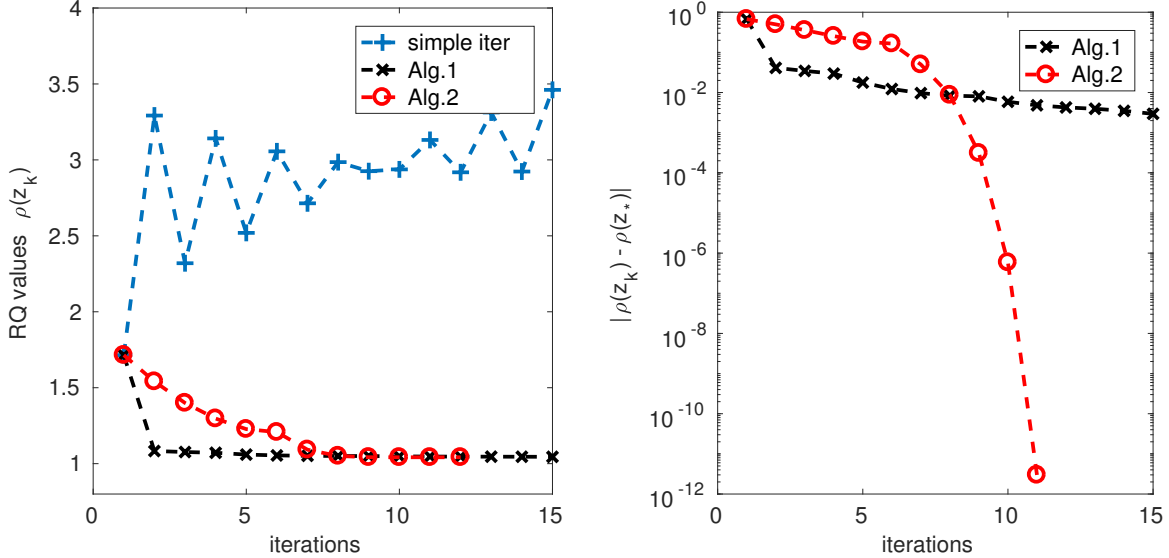 4
3.5
3
2.5
2
1.5
1
0
5
10
15
RQ values ρ(z_k)
iterations
simple iter
Alg.1
Alg.2
10^0
10^-2
10^-4
10^-6
10^-8
10^-10
10^-12
0
5
10
15
|ρ(z_k) - ρ(z_*)|
iterations
Alg.1
Alg.2